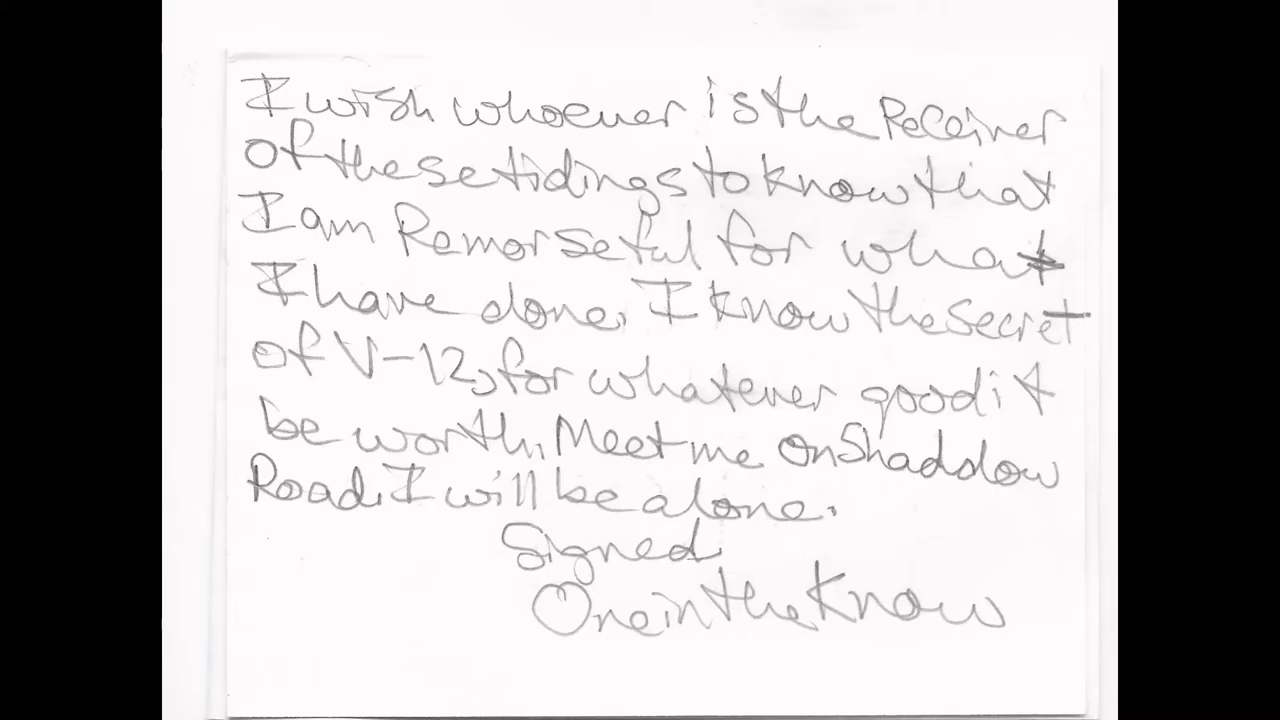 I wish whoever is the Receiver
Of these tidings to know that
I am Remorseful for what
I have done. I know the secret
of V-12, for whatever good it
be worth. Meet me On Shaddow
Road. I will be alone.
Signed
One in the Know